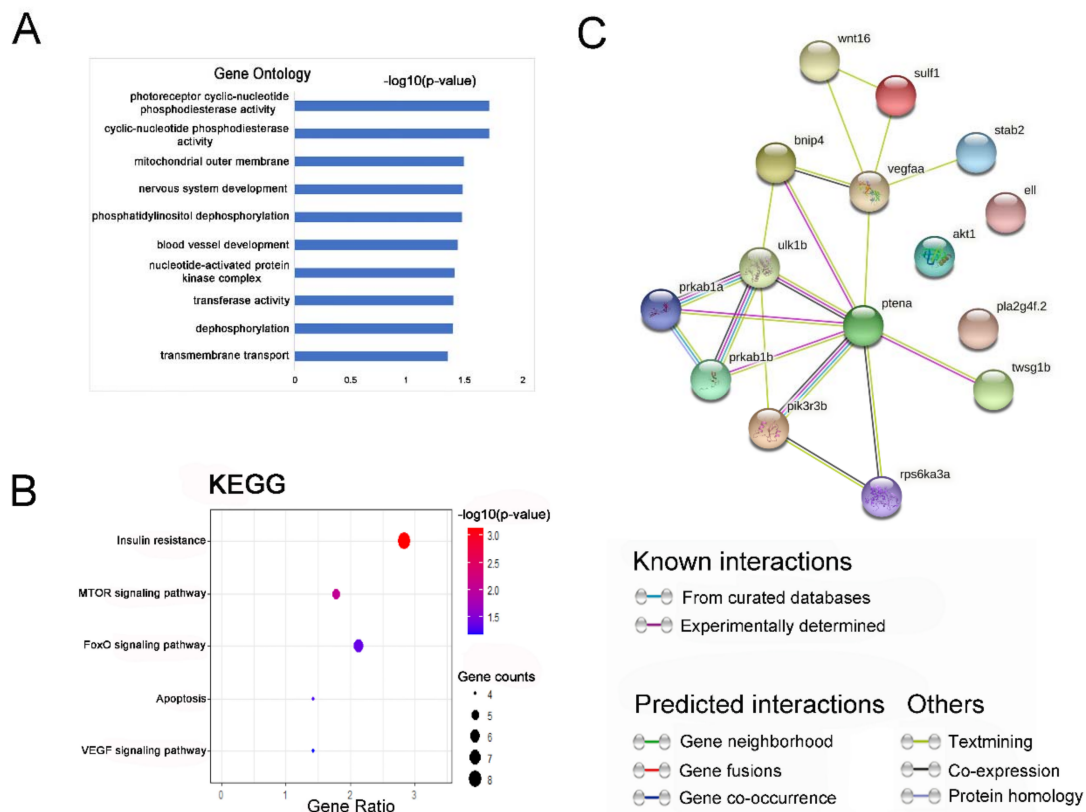 A
Gene Ontology
-log10(p-value)
photoreceptor cyclic-nucleotide
phosphodiesterase activity
cyclic-nucleotide phosphodiesterase
activity
mitochondrial outer membrane
nervous system development
phosphatidylinositol dephosphorylation
blood vessel development
nucleotide-activated protein
kinase complex
transferase activity
dephosphorylation
transmembrane transport
0 0.5 1 1.5 2
B
KEGG
Insulin resistance
MTOR signaling pathway
FoxO signaling pathway
Apoptosis
VEGF signaling pathway
0 1 2 3
Gene Ratio
-log10(p-value)
3.0
2.5
2.0
1.5
Gene counts
4
5
6
7
8
C
wnt16
sulf1
stab2
bnip4
vegfaa
ell
akt1
ulk1b
prkab1a
ptena
pla2g4f.2
prkab1b
twsg1b
pik3r3b
rps6ka3a
Known interactions
From curated databases
Experimentally determined
Predicted interactions
Gene neighborhood
Gene fusions
Gene co-occurrence
Others
Textmining
Co-expression
Protein homology